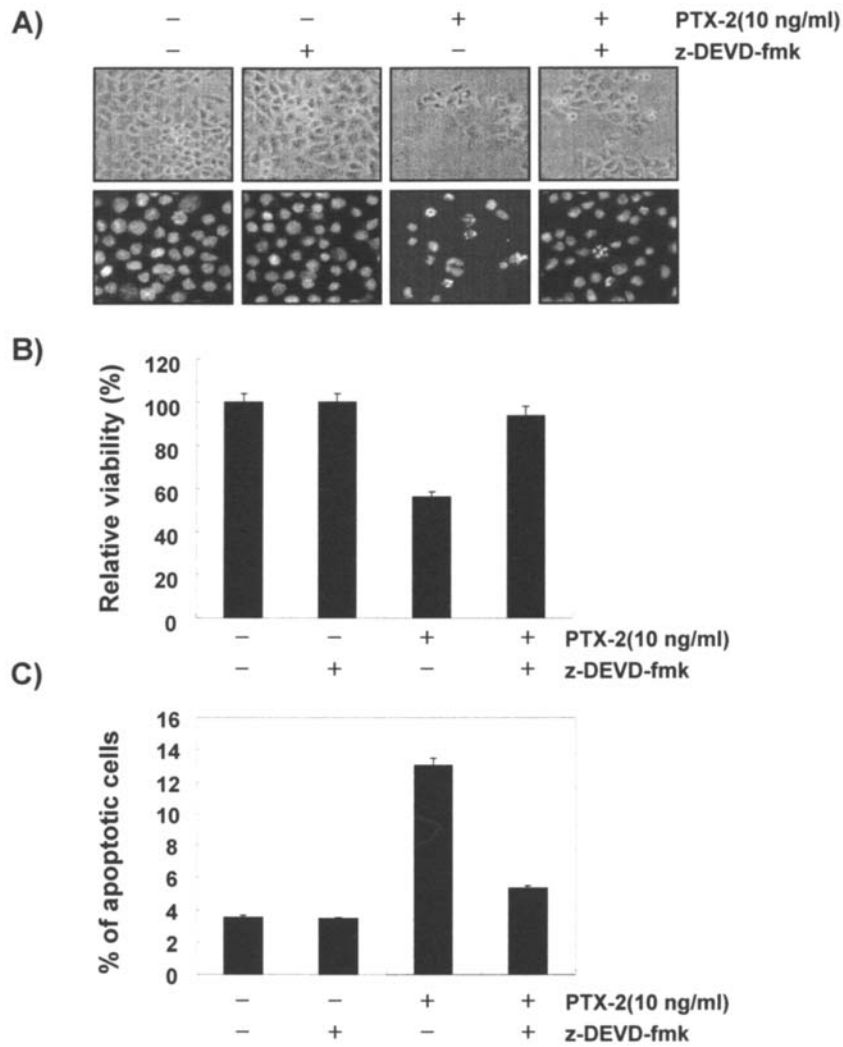 A)
– – + + PTX-2(10 ng/ml)
– + – + z-DEVD-fmk
B)
Relative viability (%)
120
100
80
60
40
20
0
– – + + PTX-2(10 ng/ml)
– + – + z-DEVD-fmk
C)
% of apoptotic cells
16
14
12
10
8
6
4
2
0
– – + + PTX-2(10 ng/ml)
– + – + z-DEVD-fmk